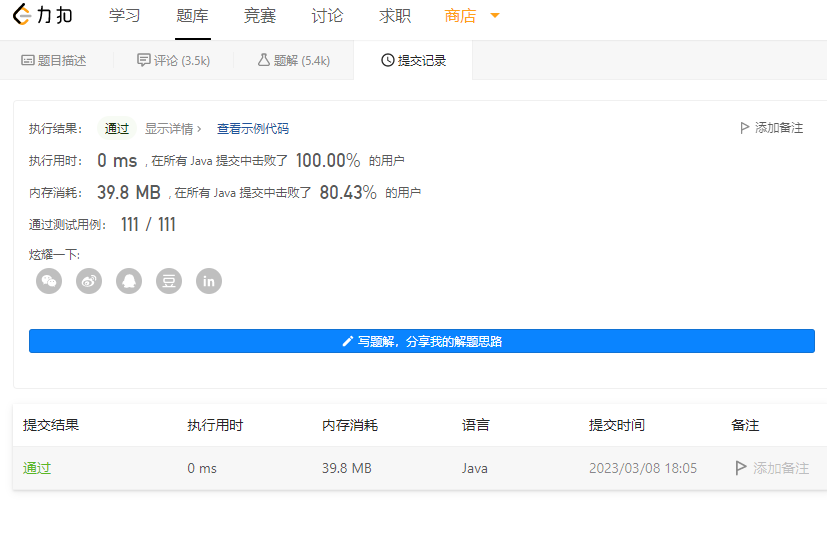 力扣 学习 题库 竞赛 讨论 求职 商店
题目描述 评论 (3.5k) 题解 (5.4k) 提交记录
执行结果： 通过 显示详情 › 查看示例代码 添加备注
执行用时： 0 ms , 在所有 Java 提交中击败了 100.00% 的用户
内存消耗： 39.8 MB , 在所有 Java 提交中击败了 80.43% 的用户
通过测试用例： 111 / 111
炫耀一下:
豆 in
写题解，分享我的解题思路
提交结果 执行用时 内存消耗 语言 提交时间 备注
通过 0 ms 39.8 MB Java 2023/03/08 18:05 添加备注